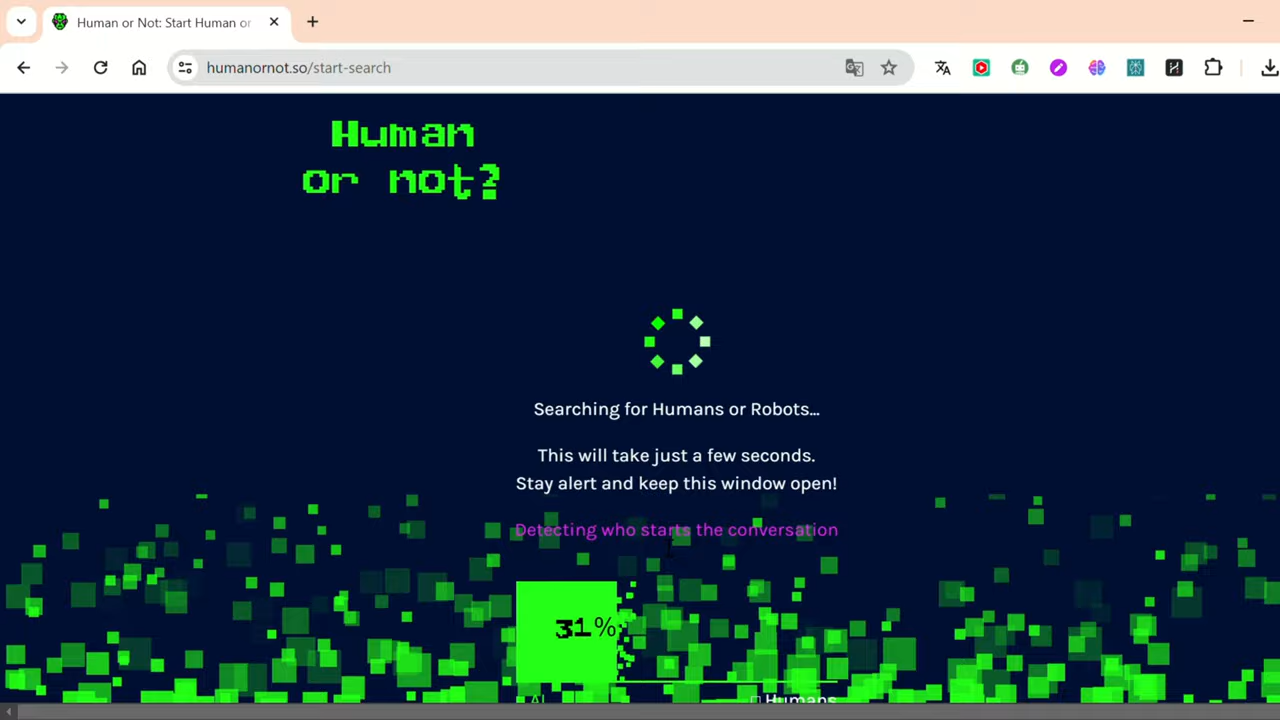 Human or Not: Start Human or
humanornot.so/start-search
Human
or not?
Searching for Humans or Robots...
This will take just a few seconds.
Stay alert and keep this window open!
Detecting who starts the conversation
31%
AI
Humans